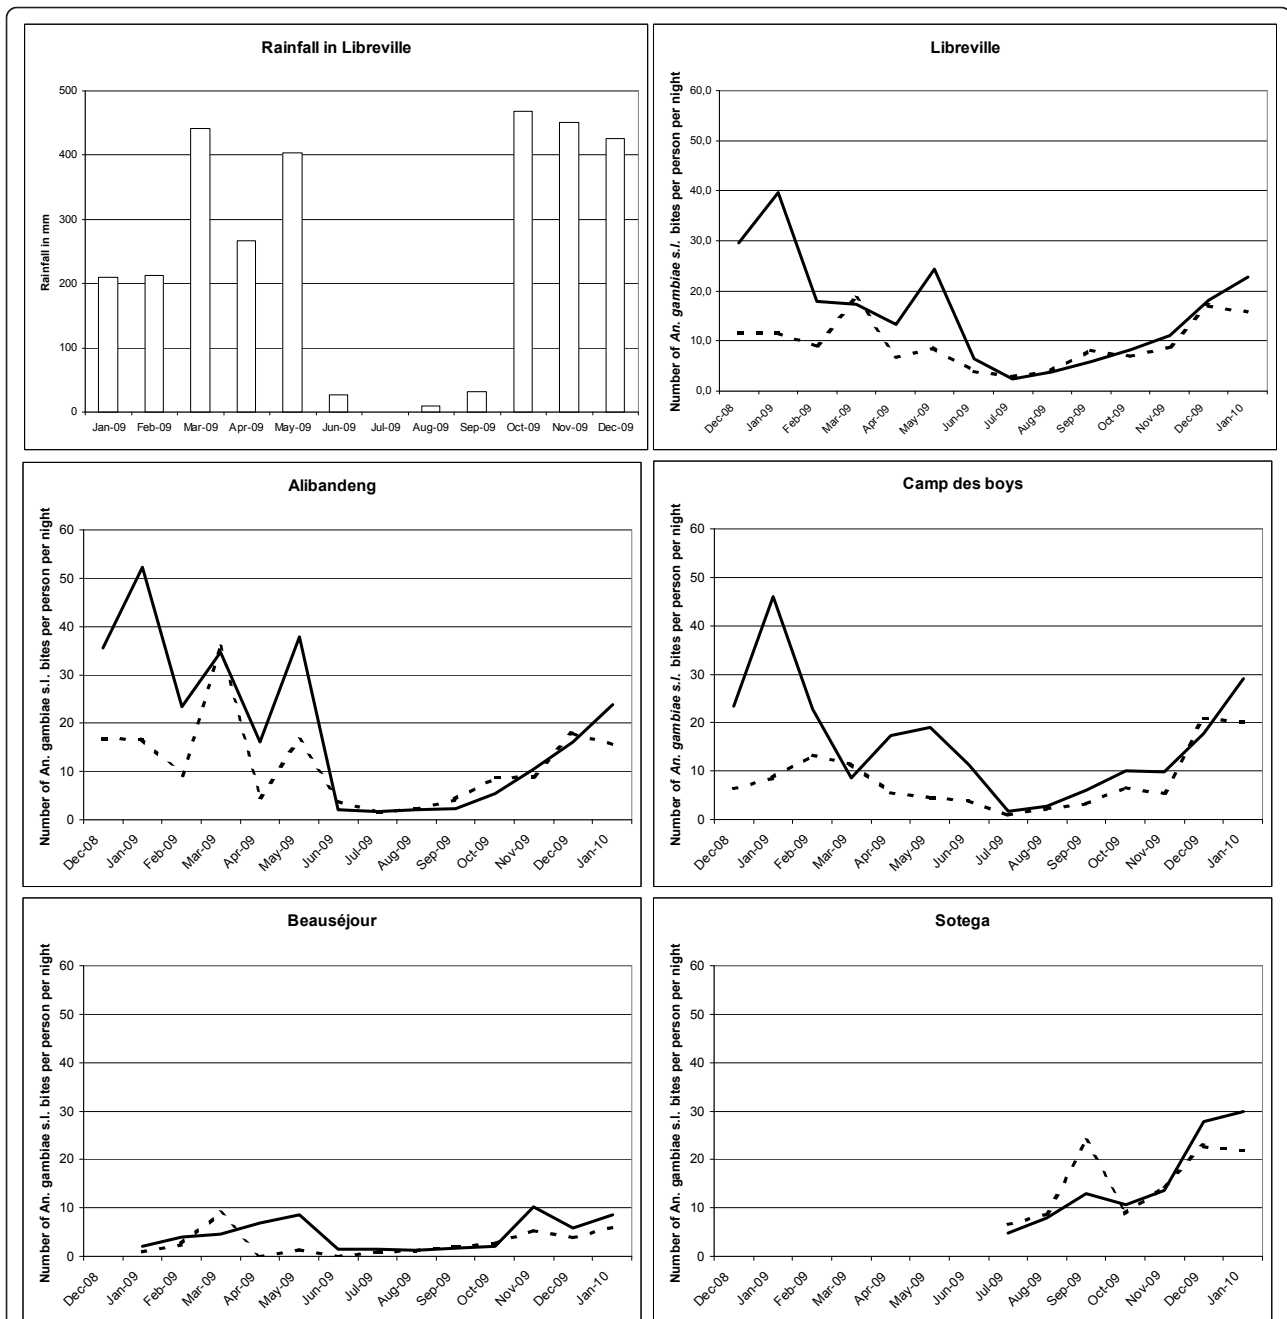 Rainfall in Libreville
Rainfall in mm
500
400
300
200
100
0
Jan-09 Feb-09 Mar-09 Apr-09 May-09 Jun-09 Jul-09 Aug-09 Sep-09 Oct-09 Nov-09 Dec-09
Libreville
Number of An. gambiae s.l. bites per person per night
60,0
50,0
40,0
30,0
20,0
10,0
0,0
Dec-08 Jan-09 Feb-09 Mar-09 Apr-09 May-09 Jun-09 Jul-09 Aug-09 Sep-09 Oct-09 Nov-09 Dec-09 Jan-10
Alibandeng
Number of An. gambiae s.l. bites per person per night
60
50
40
30
20
10
0
Dec-08 Jan-09 Feb-09 Mar-09 Apr-09 May-09 Jun-09 Jul-09 Aug-09 Sep-09 Oct-09 Nov-09 Dec-09 Jan-10
Camp des boys
Number of An. gambiae s.l. bites per person per night
60
50
40
30
20
10
0
Dec-08 Jan-09 Feb-09 Mar-09 Apr-09 May-09 Jun-09 Jul-09 Aug-09 Sep-09 Oct-09 Nov-09 Dec-09 Jan-10
Beauséjour
Number of An. gambiae s.l. bites per person per night
60
50
40
30
20
10
0
Dec-08 Jan-09 Feb-09 Mar-09 Apr-09 May-09 Jun-09 Jul-09 Aug-09 Sep-09 Oct-09 Nov-09 Dec-09 Jan-10
Sotega
Number of An. gambiae s.l. bites per person per night
60
50
40
30
20
10
0
Dec-08 Jan-09 Feb-09 Mar-09 Apr-09 May-09 Jun-09 Jul-09 Aug-09 Sep-09 Oct-09 Nov-09 Dec-09 Jan-10